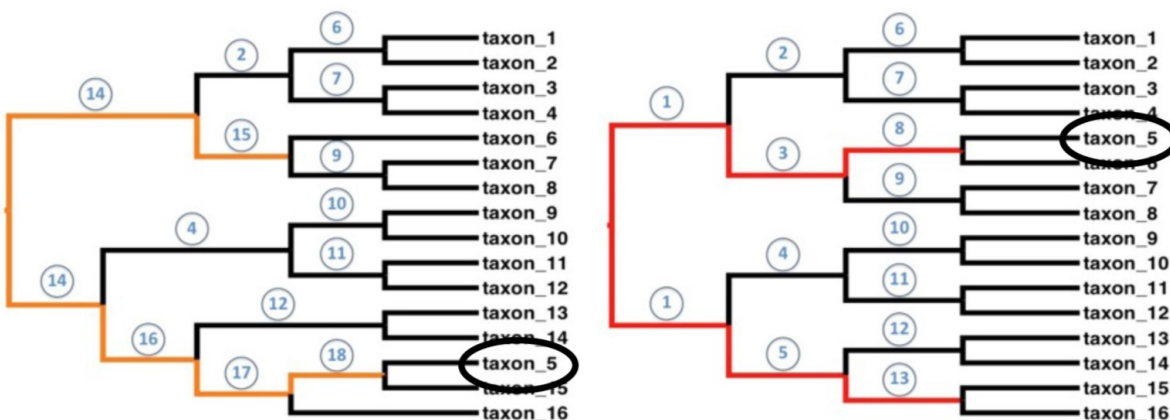 6
taxon_1
2
taxon_2
7
taxon_3
14
taxon_4
15
taxon_6
9
taxon_7
taxon_8
10
taxon_9
4
taxon_10
11
taxon_11
14
taxon_12
12
taxon_13
16
taxon_14
18
taxon_5
17
taxon_15
taxon_16
6
taxon_1
2
taxon_2
7
taxon_3
1
taxon_4
8
taxon_5
3
taxon_6
9
taxon_7
taxon_8
10
taxon_9
4
taxon_10
11
taxon_11
1
taxon_12
12
taxon_13
5
taxon_14
13
taxon_15
taxon_16